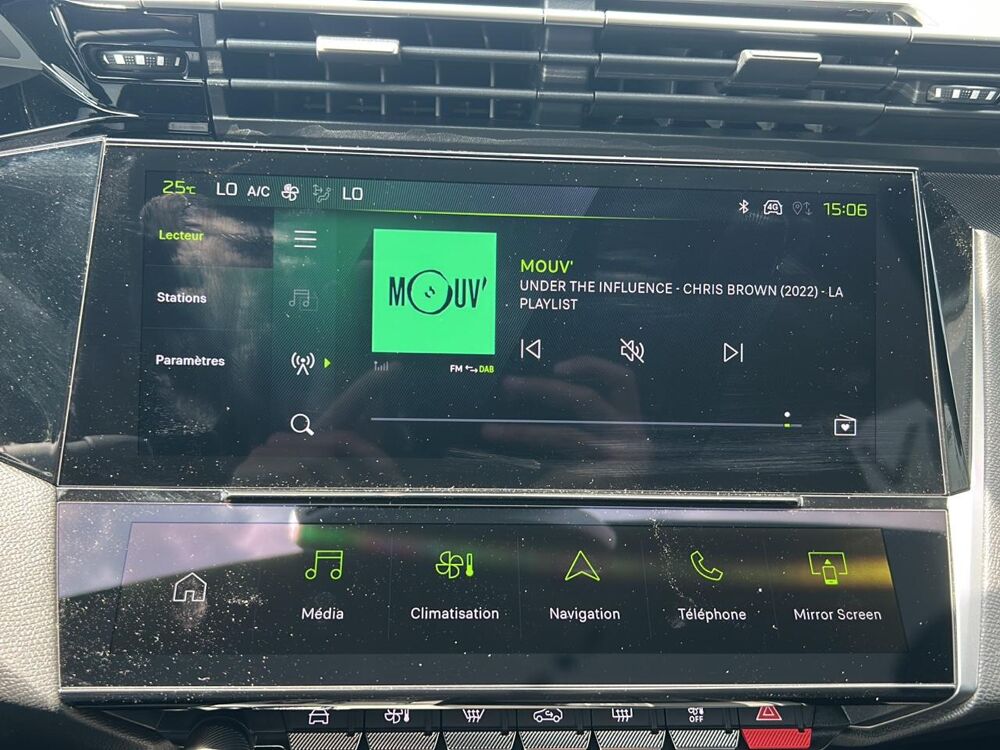 25°C LO A/C LO 4G 15:06
Lecteur
Stations
Paramètres
MOUV'
MOUV'
UNDER THE INFLUENCE - CHRIS BROWN (2022) - LA
PLAYLIST
FM DAB
Média Climatisation Navigation Téléphone Mirror Screen
OFF